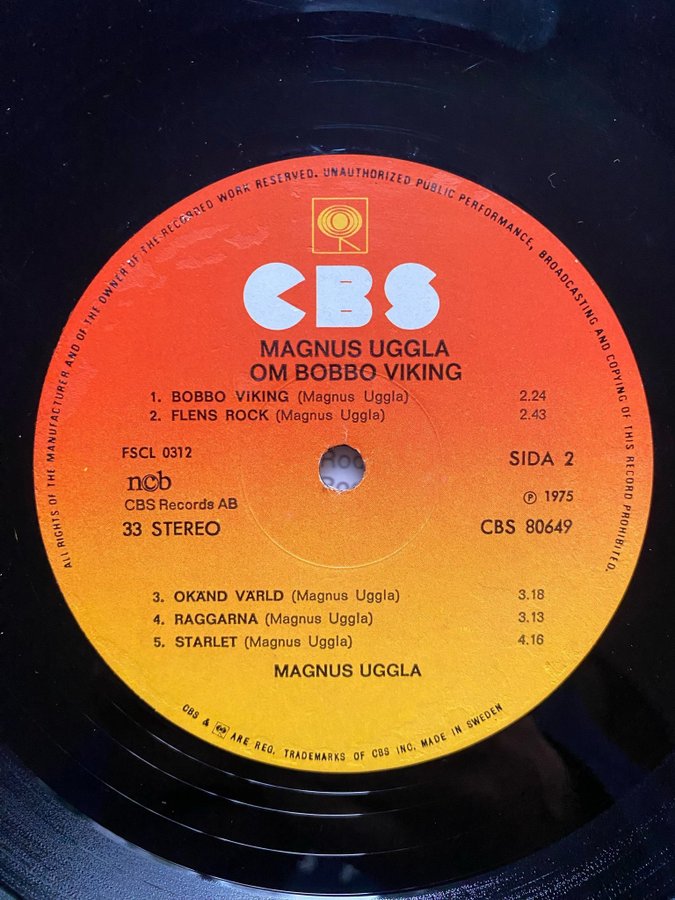 ALL RIGHTS OF THE MANUFACTURER AND OF THE OWNER OF THE RECORDED WORK RESERVED. UNAUTHORIZED PUBLIC PERFORMANCE, BROADCASTING AND COPYING OF THIS RECORD PROHIBITED.
CBS
MAGNUS UGGLA
OM BOBBO VIKING
1. BOBBO VIKING (Magnus Uggla) 2.24
2. FLENS ROCK (Magnus Uggla) 2.43
FSCL 0312
SIDA 2
ncb
CBS Records AB
℗ 1975
33 STEREO
CBS 80649
3. OKÄND VÄRLD (Magnus Uggla) 3.18
4. RAGGARNA (Magnus Uggla) 3.13
5. STARLET (Magnus Uggla) 4.16
MAGNUS UGGLA
CBS & ARE REG. TRADEMARKS OF CBS INC. MADE IN SWEDEN